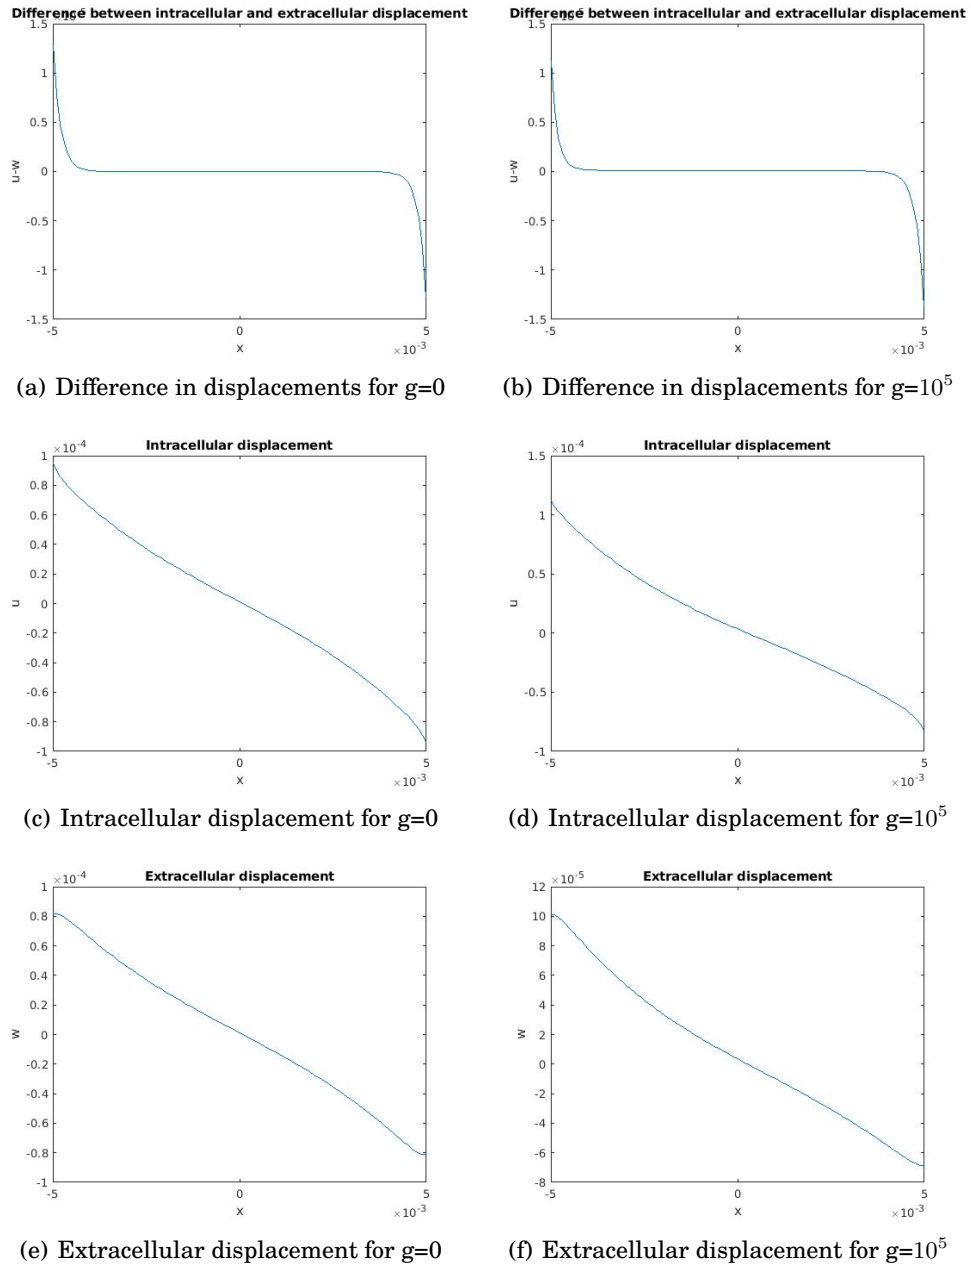 Difference between intracellular and extracellular displacement
1.5
1
0.5
0
-0.5
-1
-1.5
u-w
-5 0 5
x
×10⁻³
(a) Difference in displacements for g=0
Difference between intracellular and extracellular displacement
1.5
1
0.5
0
-0.5
-1
-1.5
u-w
-5 0 5
x
×10⁻³
(b) Difference in displacements for g=10⁵
×10⁻⁴
Intracellular displacement
1
0.8
0.6
0.4
0.2
0
-0.2
-0.4
-0.6
-0.8
-1
u
-5 0 5
x
×10⁻³
(c) Intracellular displacement for g=0
×10⁻⁴
Intracellular displacement
1.5
1
0.5
0
-0.5
-1
u
-5 0 5
x
×10⁻³
(d) Intracellular displacement for g=10⁵
×10⁻⁴
Extracellular displacement
1
0.8
0.6
0.4
0.2
0
-0.2
-0.4
-0.6
-0.8
-1
w
-5 0 5
x
×10⁻³
(e) Extracellular displacement for g=0
×10⁻⁵
Extracellular displacement
12
10
8
6
4
2
0
-2
-4
-6
-8
w
-5 0 5
x
×10⁻³
(f) Extracellular displacement for g=10⁵